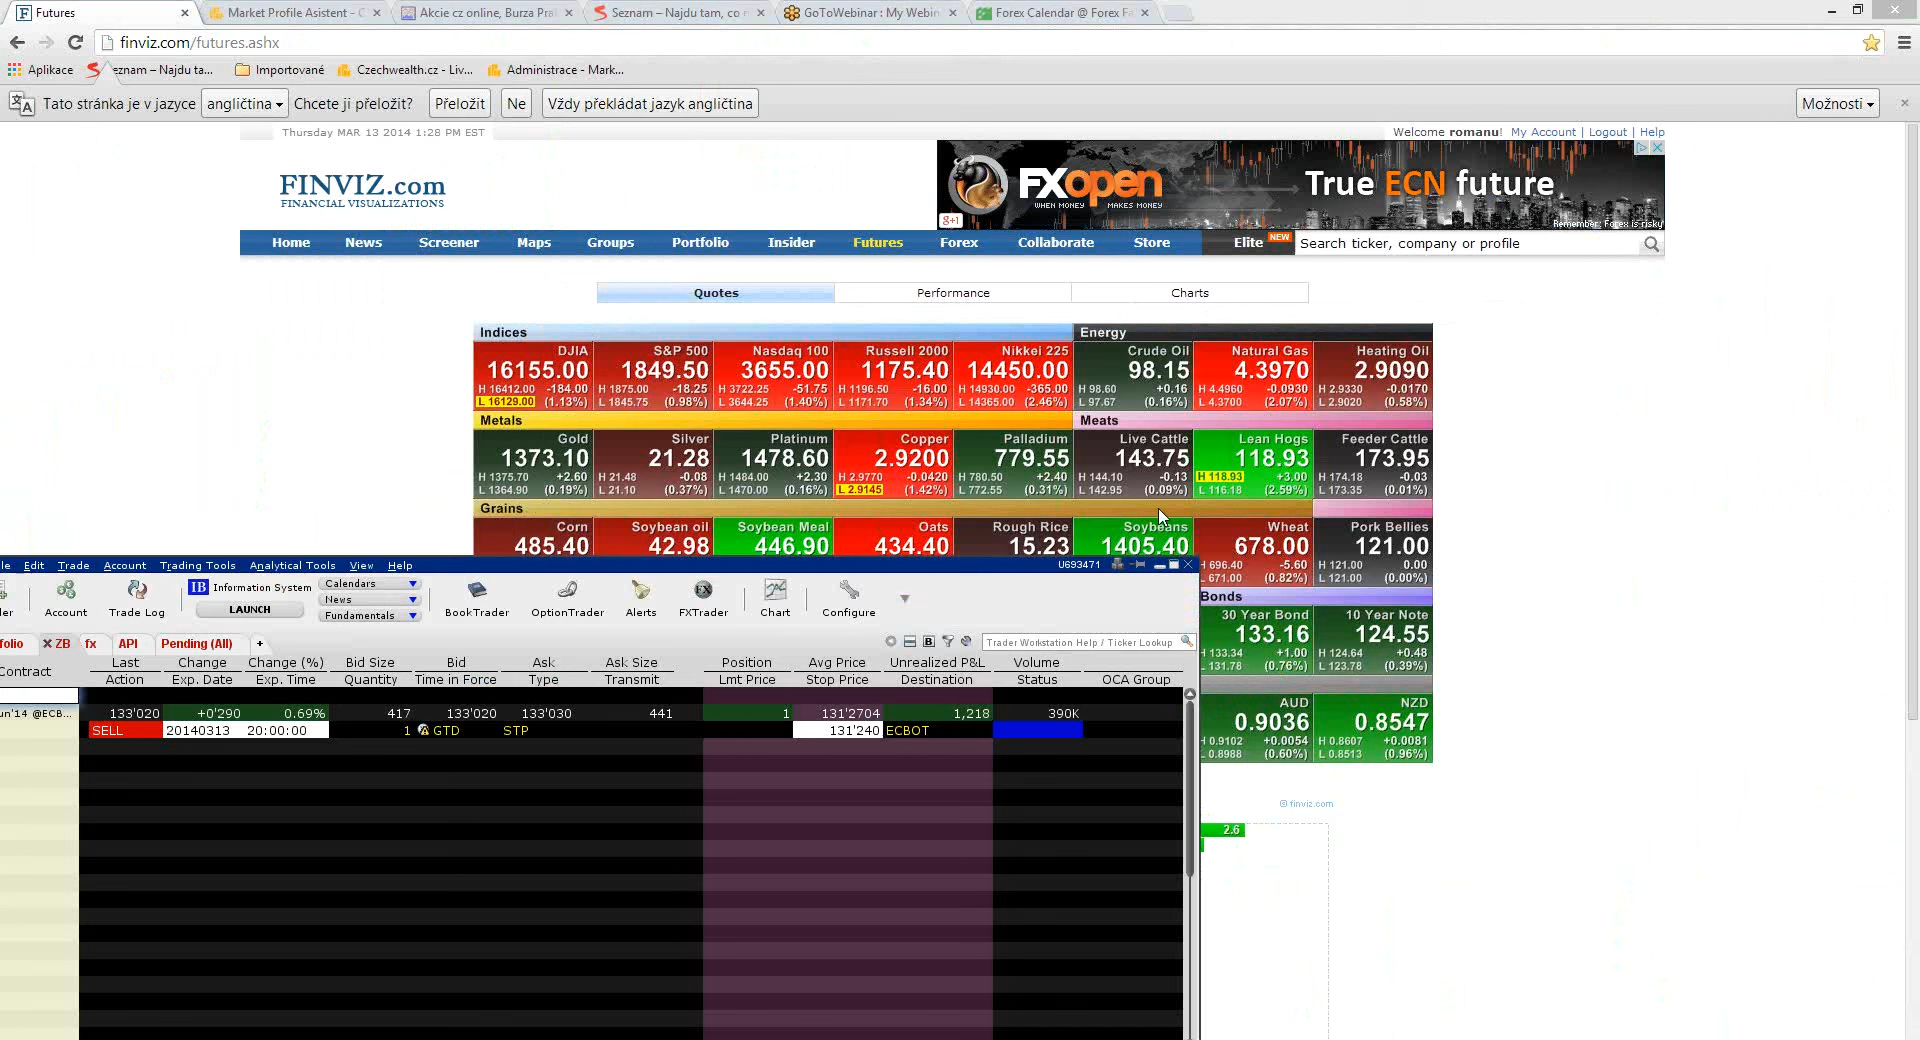 Futures
Market Profile Asistent - C
Akcie cz online, Burza Pra
Seznam – Najdu tam, co n
GoToWebinar : My Webin
Forex Calendar @ Forex Fa
finviz.com/futures.ashx
Aplikace
eznam – Najdu ta...
Importované
Czechwealth.cz - Liv...
Administrace - Mark...
Tato stránka je v jazyce angličtina Chcete ji přeložit? Přeložit Ne Vždy překládat jazyk angličtina Možnosti
Thursday MAR 13 2014 1:28 PM EST
Welcome romanu! My Account | Logout | Help
FINVIZ.com
FINANCIAL VISUALIZATIONS
FXopen
WHEN MONEY MAKES MONEY
True ECN future
g+1
Remember: Forex is risky
Home News Screener Maps Groups Portfolio Insider Futures Forex Collaborate Store Elite NEW Search ticker, company or profile
Quotes Performance Charts
Indices Energy
DJIA S&P 500 Nasdaq 100 Russell 2000 Nikkei 225 Crude Oil Natural Gas Heating Oil
16155.00 1849.50 3655.00 1175.40 14450.00 98.15 4.3970 2.9090
H 16412.00 -184.00 H 1875.00 -18.25 H 3722.25 -51.75 H 1196.50 -16.00 H 14930.00 -365.00 H 98.60 +0.16 H 4.4960 -0.0930 H 2.9330 -0.0170
L 16129.00 (1.13%) L 1845.75 (0.98%) L 3644.25 (1.40%) L 1171.70 (1.34%) L 14365.00 (2.46%) L 97.67 (0.16%) L 4.3700 (2.07%) L 2.9020 (0.58%)
Metals Meats
Gold Silver Platinum Copper Palladium Live Cattle Lean Hogs Feeder Cattle
1373.10 21.28 1478.60 2.9200 779.55 143.75 118.93 173.95
H 1375.70 +2.60 H 21.48 -0.08 H 1484.00 +2.30 H 2.9770 -0.0420 H 780.50 +2.40 H 144.10 -0.13 H 118.93 +3.00 H 174.18 -0.03
L 1364.90 (0.19%) L 21.10 (0.37%) L 1470.00 (0.16%) L 2.9145 (1.42%) L 772.55 (0.31%) L 142.95 (0.09%) L 116.18 (2.59%) L 173.35 (0.01%)
Grains
Corn Soybean oil Soybean Meal Oats Rough Rice Soybeans Wheat Pork Bellies
485.40 42.98 446.90 434.40 15.23 1405.40 678.00 121.00
H 696.40 -5.60 H 121.00 0.00
L 671.00 (0.82%) L 121.00 (0.00%)
Bonds
30 Year Bond 10 Year Note
133.16 124.55
H 133.34 +1.00 H 124.64 +0.48
L 131.78 (0.76%) L 123.78 (0.39%)
AUD NZD
0.9036 0.8547
H 0.9102 +0.0054 H 0.8607 +0.0081
L 0.8988 (0.60%) L 0.8513 (0.96%)
© finviz.com
2.6
le Edit Trade Account Trading Tools Analytical Tools View Help U693471
er Account Trade Log IB Information System LAUNCH
Calendars
News
Fundamentals
BookTrader OptionTrader Alerts FXTrader Chart Configure
folio ZB fx API Pending (All) + B Trader Workstation Help / Ticker Lookup
Contract
Last Change Change (%) Bid Size Bid Ask Ask Size Position Avg Price Unrealized P&L Volume
Action Exp. Date Exp. Time Quantity Time in Force Type Transmit Lmt Price Stop Price Destination Status OCA Group
un'14 @ECB... 133'020 +0'290 0.69% 417 133'020 133'030 441 1 131'2704 1,218 390K
SELL 20140313 20:00:00 1 GTD STP 131'240 ECBOT